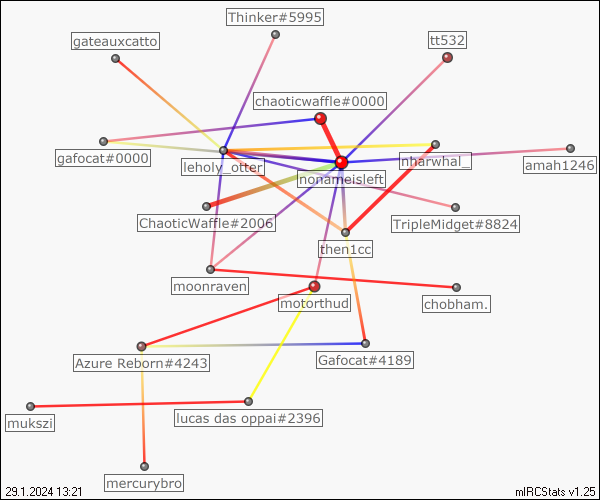 Thinker#5995
gateauxcatto
tt532
chaoticwaffle#0000
gafocat#0000
leholy_otter
nharwhal_
amah1246
nonameisleft
ChaoticWaffle#2006
TripleMidget#8824
then1cc
moonraven
motorthud
chobham.
Azure Reborn#4243
Gafocat#4189
mukszi
lucas das oppai#2396
mercurybro
29.1.2024 13:21
mIRCStats v1.25